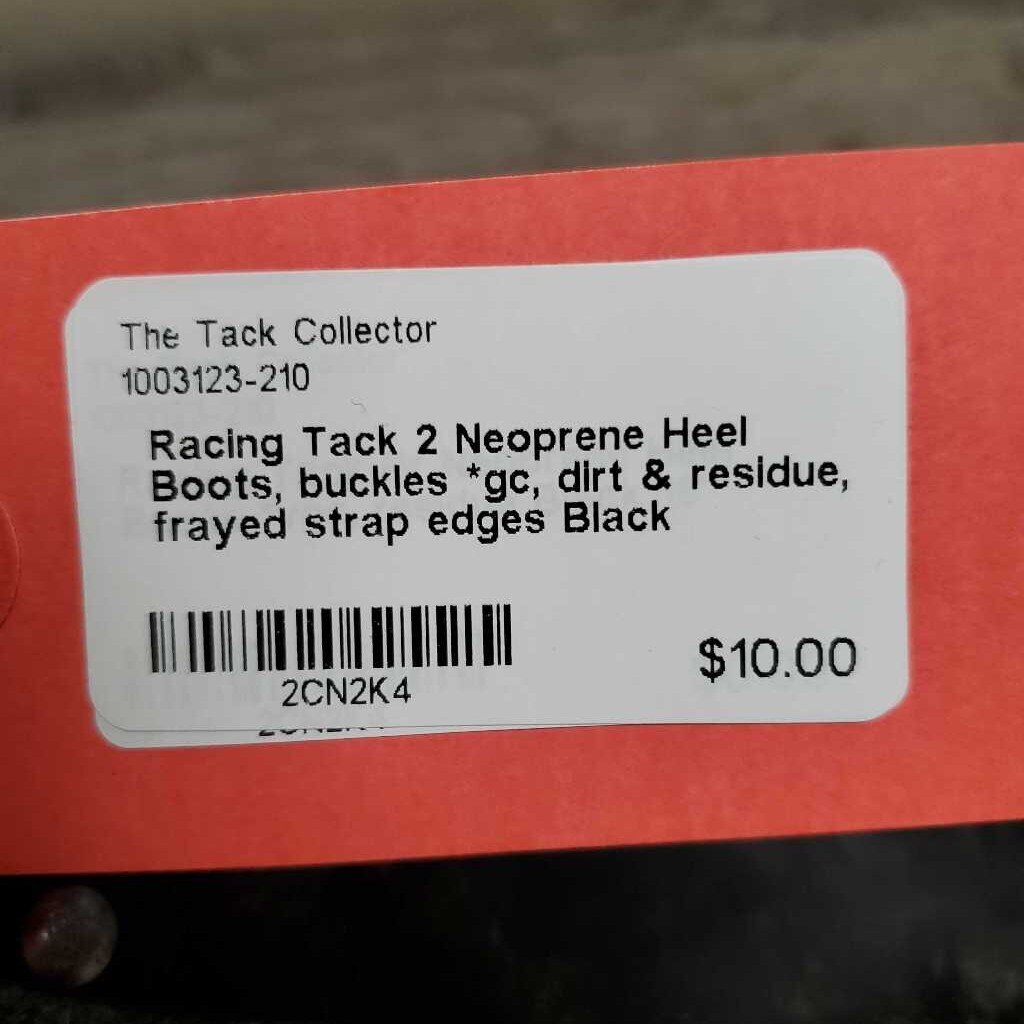 The Tack Collector
1003123-210
Racing Tack 2 Neoprene Heel
Boots, buckles *gc, dirt & residue,
frayed strap edges Black
2CN2K4
$10.00